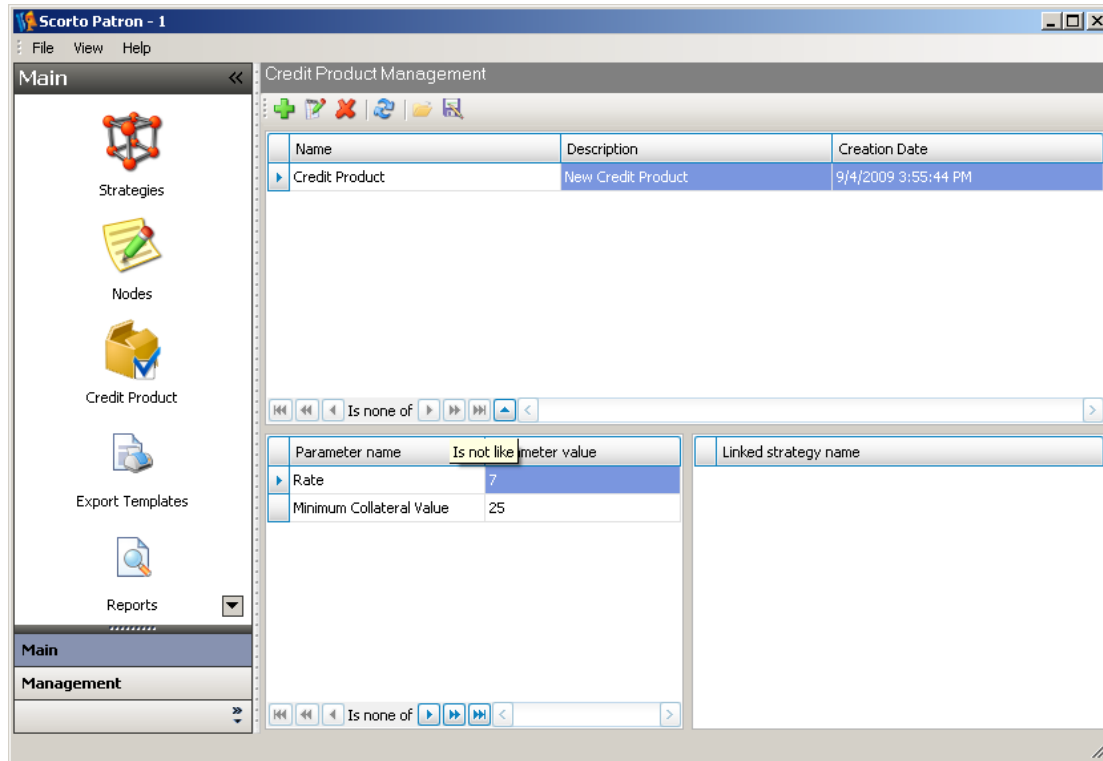 Scorto Patron - 1
File View Help
Main
Credit Product Management
Strategies
Nodes
Credit Product
Export Templates
Reports
Main
Management
Name Description Creation Date
Credit Product New Credit Product 9/4/2009 3:55:44 PM
Is none of
Is not like
Parameter name meter value
Rate 7
Minimum Collateral Value 25
Is none of
Linked strategy name